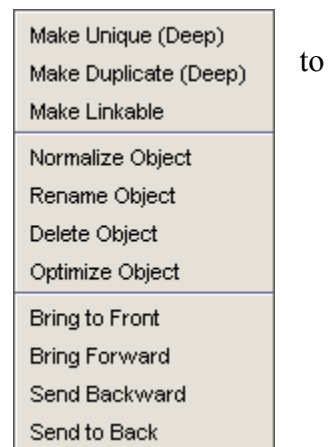 Make Unique (Deep)
to
Make Duplicate (Deep)
Make Linkable
Normalize Object
Rename Object
Delete Object
Optimize Object
Bring to Front
Bring Forward
Send Backward
Send to Back